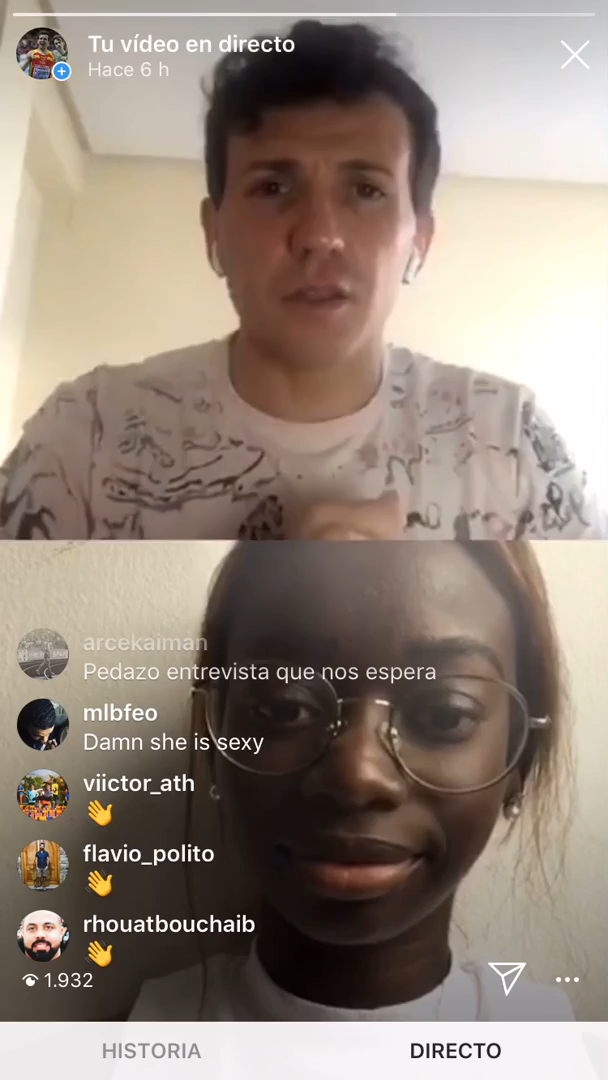 Tu vídeo en directo
Hace 6 h
arcekaiman
Pedazo entrevista que nos espera
mlbfeo
Damn she is sexy
viictor_ath
👋
flavio_polito
👋
rhouatbouchaib
👋
1.932
HISTORIA
DIRECTO